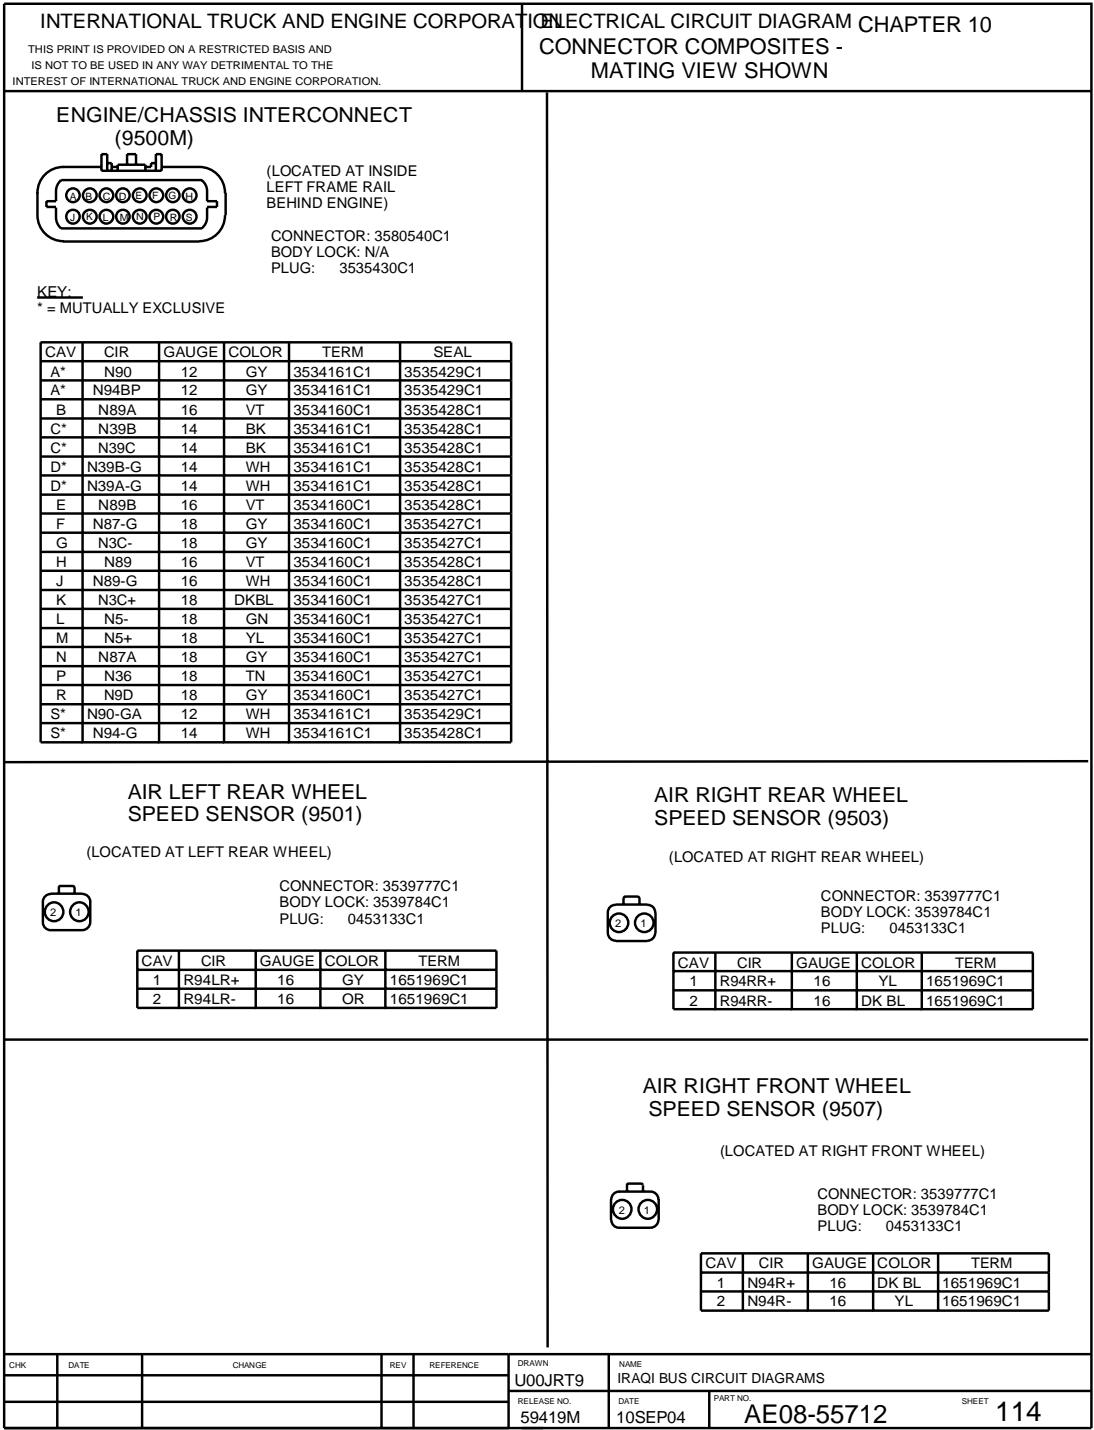 INTERNATIONAL TRUCK AND ENGINE CORPORATION
THIS PRINT IS PROVIDED ON A RESTRICTED BASIS AND
IS NOT TO BE USED IN ANY WAY DETRIMENTAL TO THE
INTEREST OF INTERNATIONAL TRUCK AND ENGINE CORPORATION.
ELECTRICAL CIRCUIT DIAGRAM CHAPTER 10
CONNECTOR COMPOSITES -
MATING VIEW SHOWN
ENGINE/CHASSIS INTERCONNECT
(9500M)
A B C D E F G H
J K L M N P R S
(LOCATED AT INSIDE
LEFT FRAME RAIL
BEHIND ENGINE)
CONNECTOR: 3580540C1
BODY LOCK: N/A
PLUG: 3535430C1
KEY:
* = MUTUALLY EXCLUSIVE
CAV CIR GAUGE COLOR TERM SEAL
A* N90 12 GY 3534161C1 3535429C1
A* N94BP 12 GY 3534161C1 3535429C1
B N89A 16 VT 3534160C1 3535428C1
C* N39B 14 BK 3534161C1 3535428C1
C* N39C 14 BK 3534161C1 3535428C1
D* N39B-G 14 WH 3534161C1 3535428C1
D* N39A-G 14 WH 3534161C1 3535428C1
E N89B 16 VT 3534160C1 3535428C1
F N87-G 18 GY 3534160C1 3535427C1
G N3C- 18 GY 3534160C1 3535427C1
H N89 16 VT 3534160C1 3535428C1
J N89-G 16 WH 3534160C1 3535428C1
K N3C+ 18 DKBL 3534160C1 3535427C1
L N5- 18 GN 3534160C1 3535427C1
M N5+ 18 YL 3534160C1 3535427C1
N N87A 18 GY 3534160C1 3535427C1
P N36 18 TN 3534160C1 3535427C1
R N9D 18 GY 3534160C1 3535427C1
S* N90-GA 12 WH 3534161C1 3535429C1
S* N94-G 14 WH 3534161C1 3535428C1
AIR LEFT REAR WHEEL
SPEED SENSOR (9501)
(LOCATED AT LEFT REAR WHEEL)
2 1
CONNECTOR: 3539777C1
BODY LOCK: 3539784C1
PLUG: 0453133C1
CAV CIR GAUGE COLOR TERM
1 R94LR+ 16 GY 1651969C1
2 R94LR- 16 OR 1651969C1
AIR RIGHT REAR WHEEL
SPEED SENSOR (9503)
(LOCATED AT RIGHT REAR WHEEL)
2 1
CONNECTOR: 3539777C1
BODY LOCK: 3539784C1
PLUG: 0453133C1
CAV CIR GAUGE COLOR TERM
1 R94RR+ 16 YL 1651969C1
2 R94RR- 16 DK BL 1651969C1
AIR RIGHT FRONT WHEEL
SPEED SENSOR (9507)
(LOCATED AT RIGHT FRONT WHEEL)
2 1
CONNECTOR: 3539777C1
BODY LOCK: 3539784C1
PLUG: 0453133C1
CAV CIR GAUGE COLOR TERM
1 N94R+ 16 DK BL 1651969C1
2 N94R- 16 YL 1651969C1
CHK DATE CHANGE REV REFERENCE
DRAWN
U00JRT9
NAME
IRAQI BUS CIRCUIT DIAGRAMS
RELEASE NO.
59419M
DATE
10SEP04
PART NO.
AE08-55712
SHEET 114